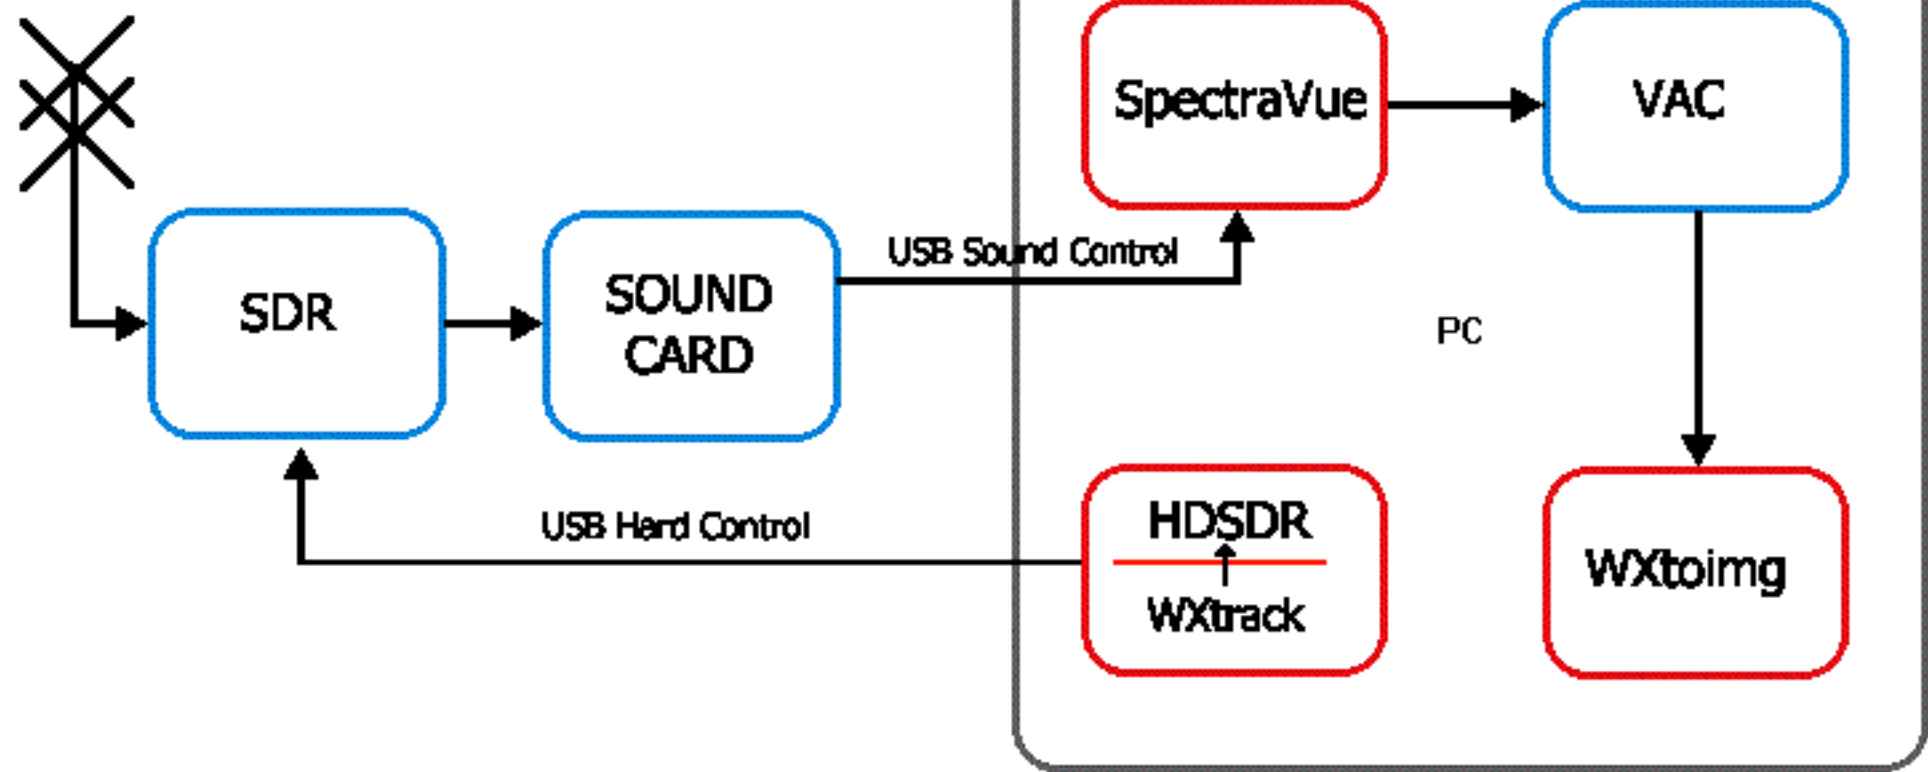 SpectraVue
VAC
USB Sound Control
SDR
SOUND
CARD
PC
USB Hard Control
HDSDR
WXtrack
WXtoimg